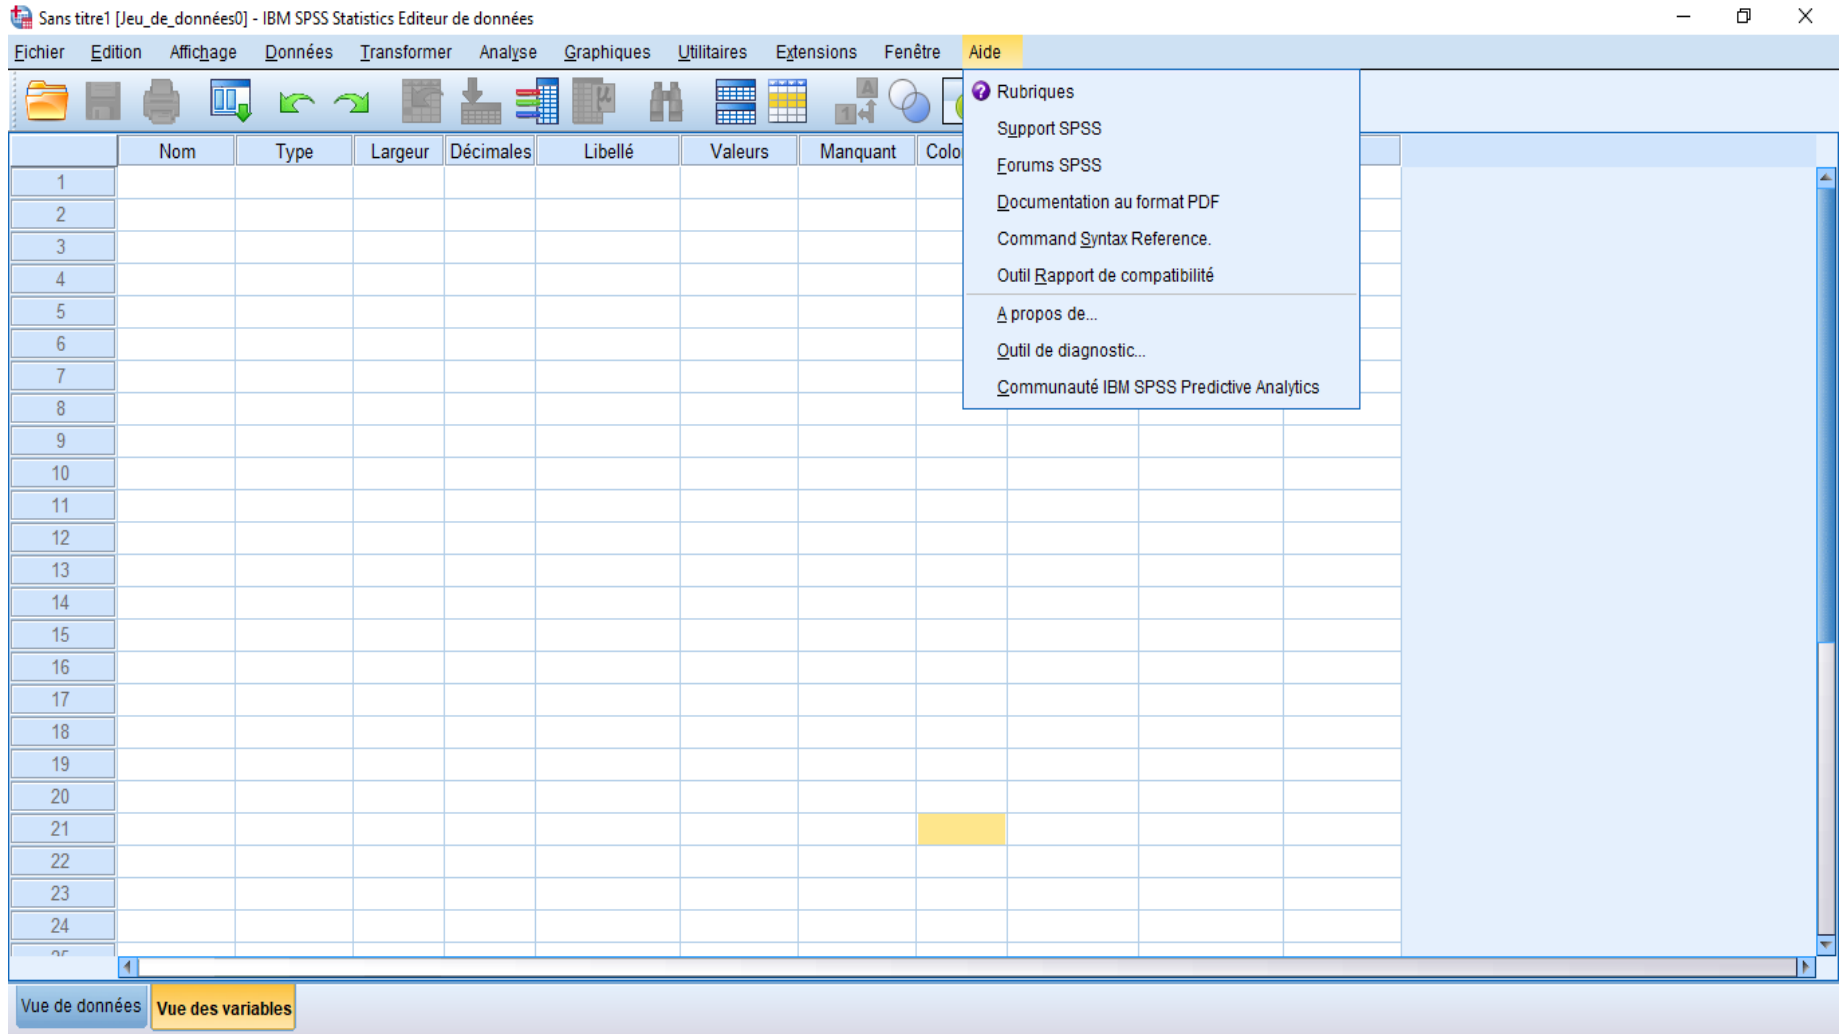 Sans titre1 [Jeu_de_données0] - IBM SPSS Statistics Editeur de données
Fichier Edition Affichage Données Transformer Analyse Graphiques Utilitaires Extensions Fenêtre Aide
Rubriques
Support SPSS
Forums SPSS
Documentation au format PDF
Command Syntax Reference.
Outil Rapport de compatibilité
A propos de...
Outil de diagnostic...
Communauté IBM SPSS Predictive Analytics
Nom Type Largeur Décimales Libellé Valeurs Manquant Colo
1
2
3
4
5
6
7
8
9
10
11
12
13
14
15
16
17
18
19
20
21
22
23
24
Vue de données Vue des variables